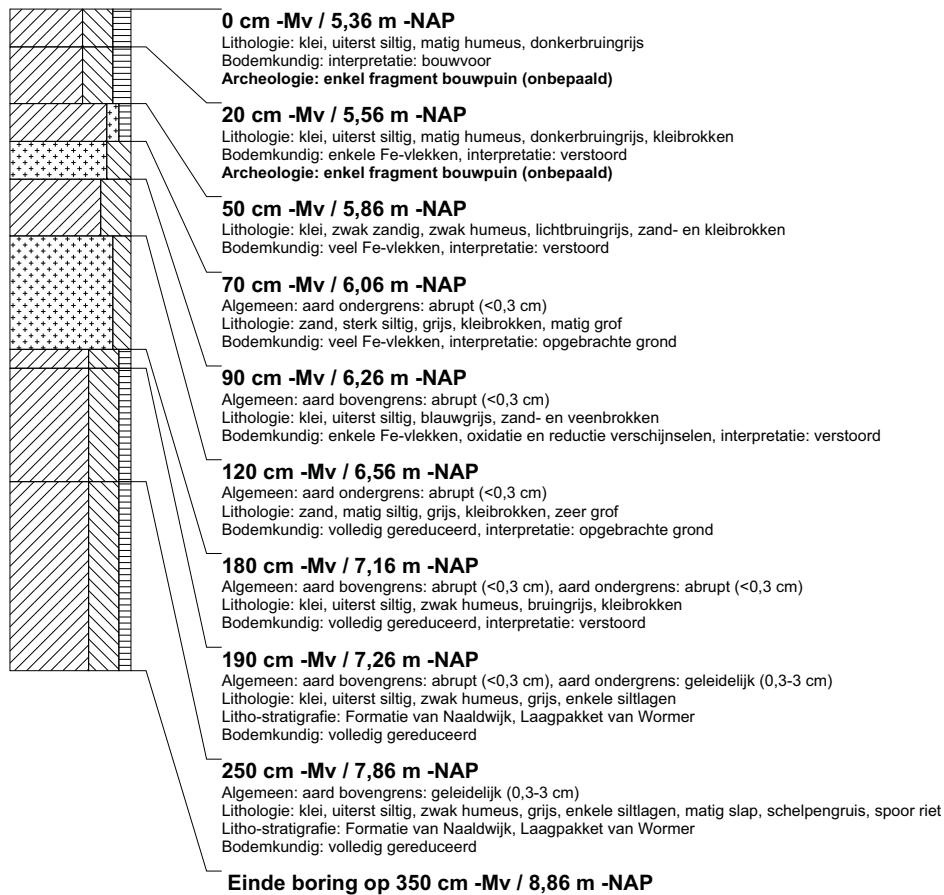 0 cm -Mv / 5,36 m -NAP
Lithologie: klei, uiterst siltig, matig humeus, donkerbruingrijs
Bodemkundig: interpretatie: bouwvoor
Archeologie: enkel fragment bouwpuin (onbepaald)
20 cm -Mv / 5,56 m -NAP
Lithologie: klei, uiterst siltig, matig humeus, donkerbruingrijs, kleibrokken
Bodemkundig: enkele Fe-vlekken, interpretatie: verstoord
Archeologie: enkel fragment bouwpuin (onbepaald)
50 cm -Mv / 5,86 m -NAP
Lithologie: klei, zwak zandig, zwak humeus, lichtbruingrijs, zand- en kleibrokken
Bodemkundig: veel Fe-vlekken, interpretatie: verstoord
70 cm -Mv / 6,06 m -NAP
Algemeen: aard ondergrens: abrupt (<0,3 cm)
Lithologie: zand, sterk siltig, grijs, kleibrokken, matig grof
Bodemkundig: veel Fe-vlekken, interpretatie: opgebrachte grond
90 cm -Mv / 6,26 m -NAP
Algemeen: aard bovengrens: abrupt (<0,3 cm)
Lithologie: klei, uiterst siltig, blauwgrijs, zand- en veenbrokken
Bodemkundig: enkele Fe-vlekken, oxidatie en reductie verschijnselen, interpretatie: verstoord
120 cm -Mv / 6,56 m -NAP
Algemeen: aard ondergrens: abrupt (<0,3 cm)
Lithologie: zand, matig siltig, grijs, kleibrokken, zeer grof
Bodemkundig: volledig gereduceerd, interpretatie: opgebrachte grond
180 cm -Mv / 7,16 m -NAP
Algemeen: aard bovengrens: abrupt (<0,3 cm), aard ondergrens: abrupt (<0,3 cm)
Lithologie: klei, uiterst siltig, zwak humeus, bruingrijs, kleibrokken
Bodemkundig: volledig gereduceerd, interpretatie: verstoord
190 cm -Mv / 7,26 m -NAP
Algemeen: aard bovengrens: abrupt (<0,3 cm), aard ondergrens: geleidelijk (0,3-3 cm)
Lithologie: klei, uiterst siltig, zwak humeus, grijs, enkele siltlagen
Litho-stratigrafie: Formatie van Naaldwijk, Laagpakket van Wormer
Bodemkundig: volledig gereduceerd
250 cm -Mv / 7,86 m -NAP
Algemeen: aard bovengrens: geleidelijk (0,3-3 cm)
Lithologie: klei, uiterst siltig, zwak humeus, grijs, enkele siltlagen, matig slap, schelpengruis, spoor riet
Litho-stratigrafie: Formatie van Naaldwijk, Laagpakket van Wormer
Bodemkundig: volledig gereduceerd
Einde boring op 350 cm -Mv / 8,86 m -NAP